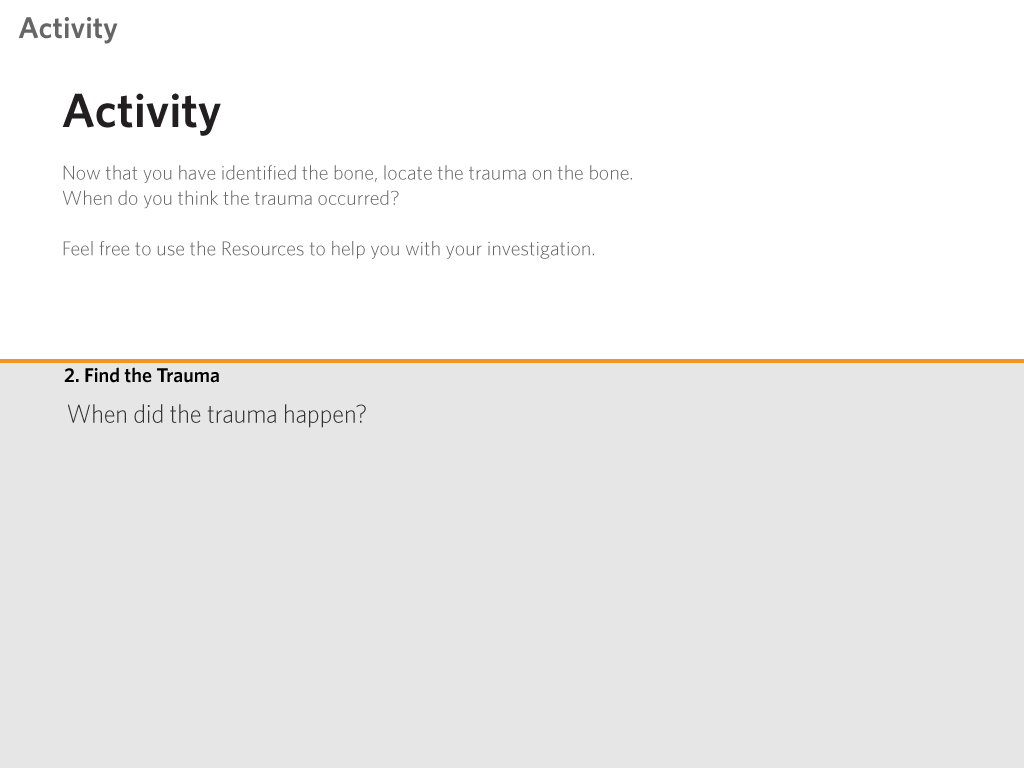 Activity
Activity
Now that you have identified the bone, locate the trauma on the bone.
When do you think the trauma occurred?
Feel free to use the Resources to help you with your investigation.
2. Find the Trauma
When did the trauma happen?